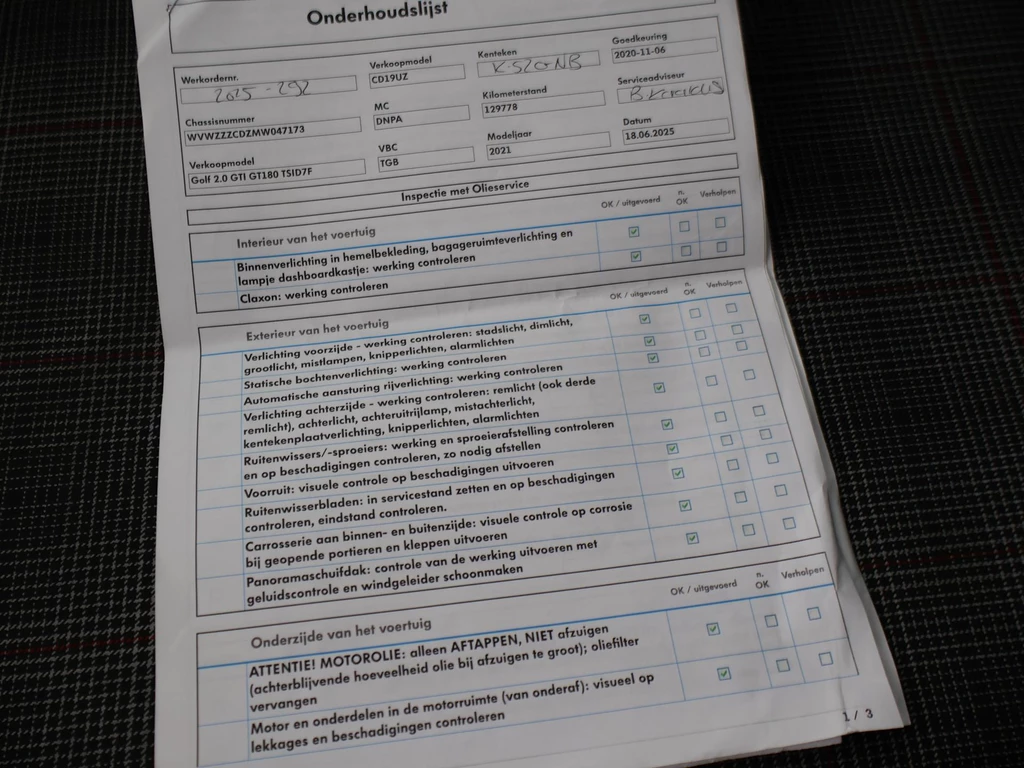 Onderhoudslijst
Werkordernr. Verkoopmodel Kenteken Goedkeuring
2025 - 292 CD19UZ 2020-11-06
Chassisnummer MC Kilometerstand Serviceadviseur
WVWZZZCDZMW047173 DNPA 129778
Verkoopmodel VBC Modeljaar Datum
Golf 2.0 GTI GT180 TSID7F TGB 2021 18.06.2025
Inspectie met Olieservice
Interieur van het voertuig OK / uitgevoerd n. OK Verholpen
Binnenverlichting in hemelbekleding, bagageruimteverlichting en
lampje dashboardkastje: werking controleren
Claxon: werking controleren
Exterieur van het voertuig OK / uitgevoerd n. OK Verholpen
Verlichting voorzijde - werking controleren: stadslicht, dimlicht,
grootlicht, mistlampen, knipperlichten, alarmlichten
Statische bochtenverlichting: werking controleren
Automatische aansturing rijverlichting: werking controleren
Verlichting achterzijde - werking controleren: remlicht (ook derde
remlicht), achterlicht, achteruitrijlamp, mistachterlicht,
kentekenplaatverlichting, knipperlichten, alarmlichten
Ruitenwissers/-sproeiers: werking en sproeierafstelling controleren
en op beschadigingen controleren, zo nodig afstellen
Voorruit: visuele controle op beschadigingen uitvoeren
Ruitenwisserbladen: in servicestand zetten en op beschadigingen
controleren, eindstand controleren.
Carrosserie aan binnen- en buitenzijde: visuele controle op corrosie
bij geopende portieren en kleppen uitvoeren
Panoramaschuifdak: controle van de werking uitvoeren met
geluidscontrole en windgeleider schoonmaken
Onderzijde van het voertuig OK / uitgevoerd n. OK Verholpen
ATTENTIE! MOTOROLIE: alleen AFTAPPEN, NIET afzuigen
(achterblijvende hoeveelheid olie bij afzuigen te groot); oliefilter
vervangen
Motor en onderdelen in de motorruimte (van onderaf): visueel op
lekkages en beschadigingen controleren
1 / 3